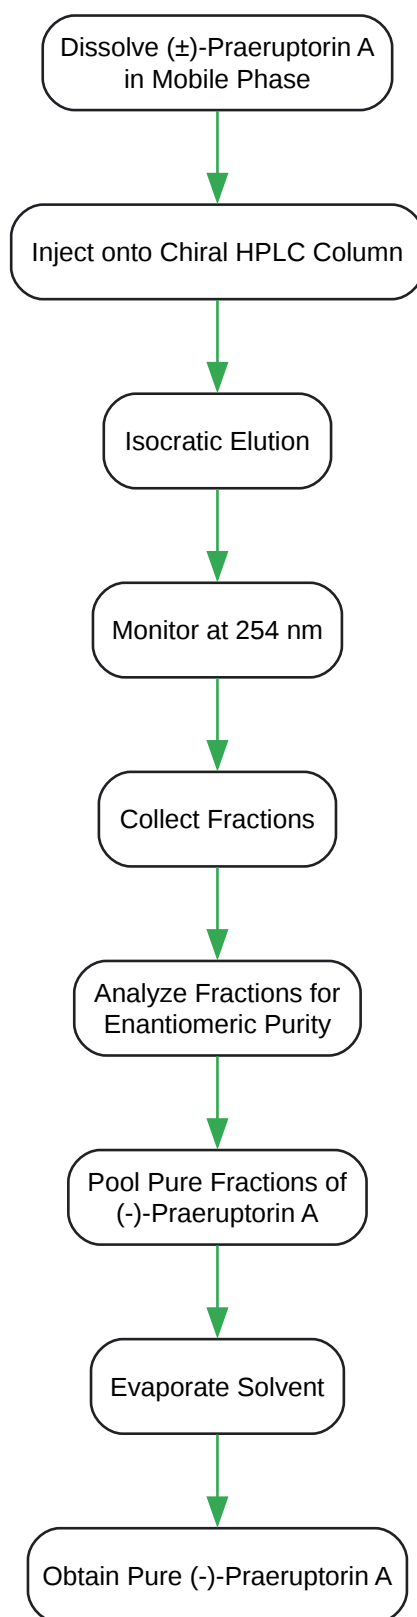 Dissolve (±)-Praeruptorin A
in Mobile Phase
Inject onto Chiral HPLC Column
Isocratic Elution
Monitor at 254 nm
Collect Fractions
Analyze Fractions for
Enantiomeric Purity
Pool Pure Fractions of
(-)-Praeruptorin A
Evaporate Solvent
Obtain Pure (-)-Praeruptorin A